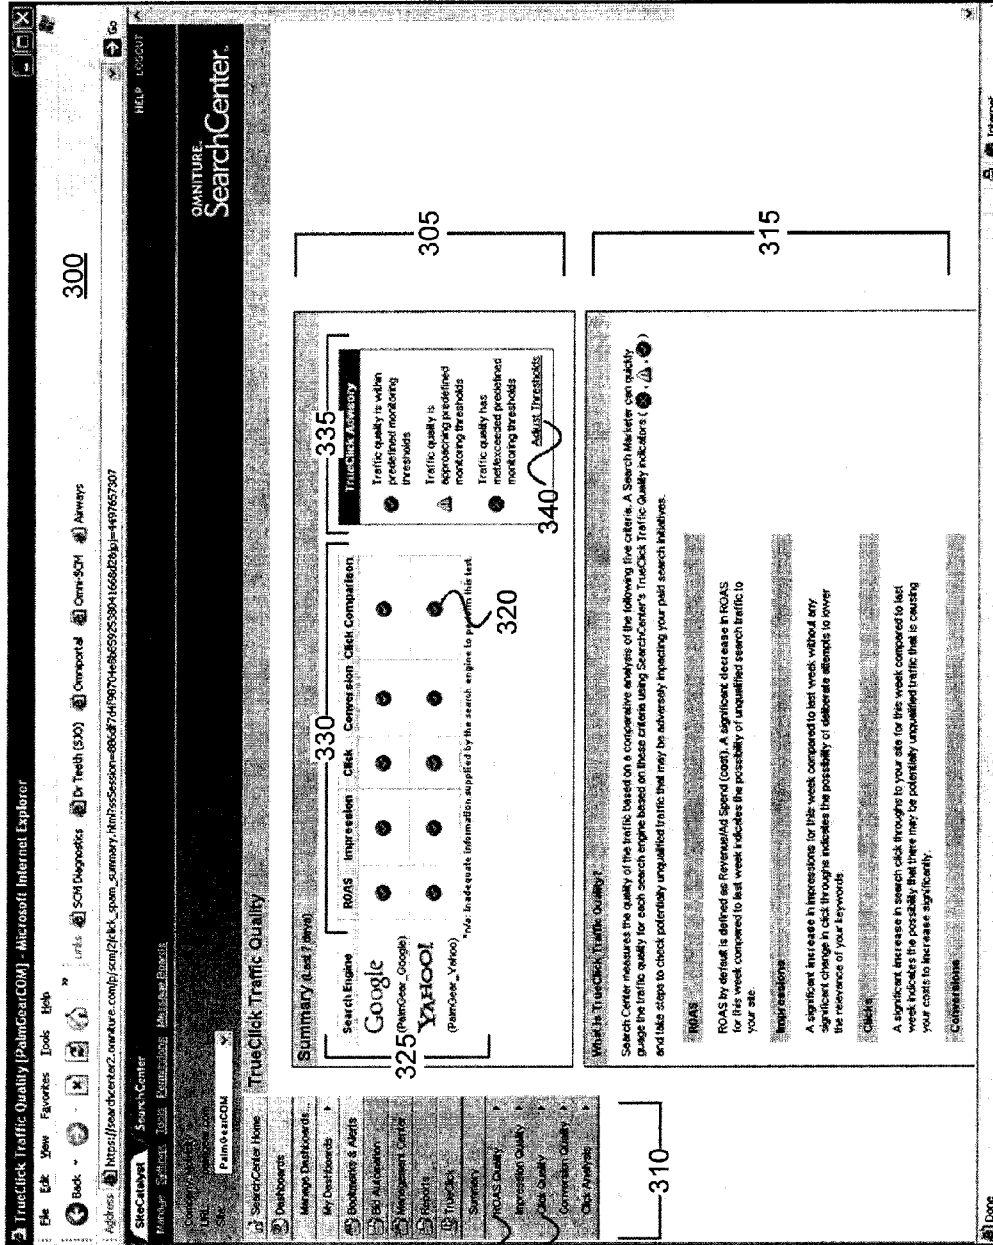 TrueClick Traffic Quality [PalmGearCOM] - Microsoft Internet Explorer
File Edit View Favorites Tools Help
Back
Links SCM Diagnostics Dr Teeth (SJO) Omniportal Omni-SCM Airways
Address
Go
SiteCatalyst SearchCenter
HELP LOGOUT
Manage Settings Tools Permissions
URL:
Site: PalmGearCOM
OMNITURE.
SearchCenter.
300
SearchCenter Home
Dashboards
Manage Dashboards
My Dashboards
Bookmarks & Alerts
Bid Automation
Management Center
Reports
TrueClick
Summary
ROAS Quality
Impression Quality
Click Quality
Conversion Quality
Click Analysis
310
TrueClick Traffic Quality
Summary (Last 7 days)
325
330
335
Search Engine ROAS Impression Click Conversion Click Comparison
Google
(PalmGear_Google)
YAHOO!
(PalmGear_Yahoo)
*n/a: Inadequate information supplied by the search engine to perform this test.
320
TrueClick Advisory
Traffic quality is within predefined monitoring thresholds
Traffic quality is approaching predefined monitoring thresholds
Traffic quality has met/exceeded predefined monitoring thresholds
Adjust Thresholds
340
305
What is TrueClick Traffic Quality?
Search Center measures the quality of the traffic based on a comparative analysis of the following five criteria. A Search Marketer can quickly
guage the traffic quality for each search engine based on these criteria using SearchCenter's TrueClick Traffic Quality indicators ( , , )
and take steps to check potentially unqualified traffic that may be adversely impacting your paid search initiatives.
ROAS
ROAS by default is defined as Revenue/Ad Spend (cost). A significant decrease in ROAS
for this week compared to last week indicates the possibility of unqualified search traffic to
your site.
Impressions
A significant increase in impressions for this week compared to last week without any
significant change in click throughs indicates the possibility of deliberate attempts to lower
the relevance of your keywords.
Clicks
A significant increase in search click throughs to your site for this week compared to last
week indicates the possibility that there may be potentially unqualified traffic that is causing
your costs to increase significantly.
Conversions
315
Done
Internet